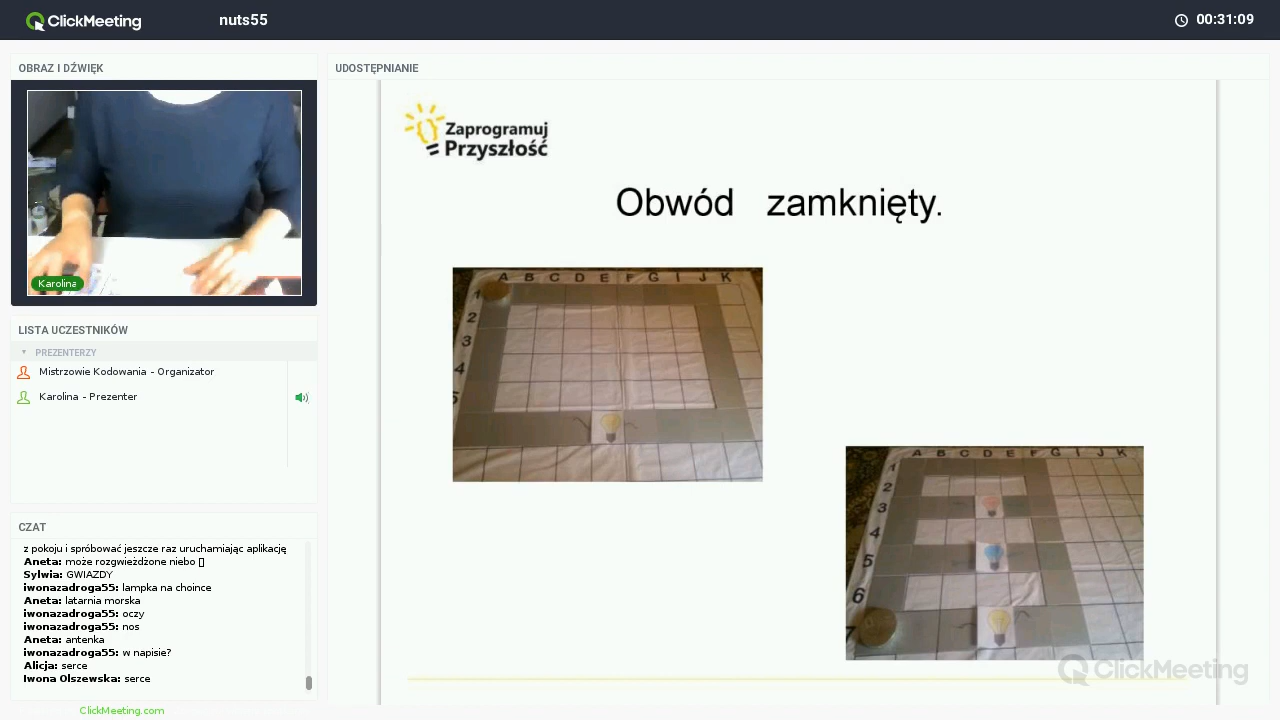 ClickMeeting
nuts55
00:31:09
OBRAZ I DŹWIĘK
Karolina
LISTA UCZESTNIKÓW
PREZENTERZY
Mistrzowie Kodowania - Organizator
Karolina - Prezenter
CZAT
z pokoju i spróbować jeszcze raz uruchamiając aplikację
Aneta: może rozgwieżdżone niebo []
Sylwia: GWIAZDY
iwonazadroga55: lampka na choince
Aneta: latarnia morska
iwonazadroga55: oczy
iwonazadroga55: nos
Aneta: antenka
iwonazadroga55: w napisie?
Alicja: serce
Iwona Olszewska: serce
ClickMeeting.com
UDOSTĘPNIANIE
Zaprogramuj
Przyszłość
Obwód zamknięty.
A B C D E F G I J K
1
2
3
4
5
A B C D E F G I J K
1
2
3
4
5
6
7
ClickMeeting